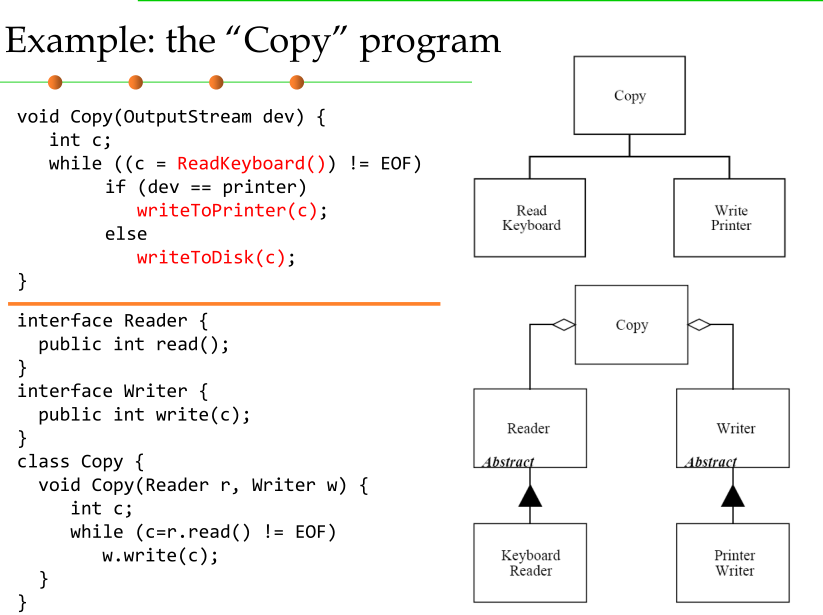 Example: the “Copy” program
void Copy(OutputStream dev) {
int c;
while ((c = ReadKeyboard()) != EOF)
if (dev == printer)
writeToPrinter(c);
else
writeToDisk(c);
}
interface Reader {
public int read();
}
interface Writer {
public int write(c);
}
class Copy {
void Copy(Reader r, Writer w) {
int c;
while (c=r.read() != EOF)
w.write(c);
}
}
Copy
Read
Keyboard
Write
Printer
Copy
Reader
Abstract
Writer
Abstract
Keyboard
Reader
Printer
Writer